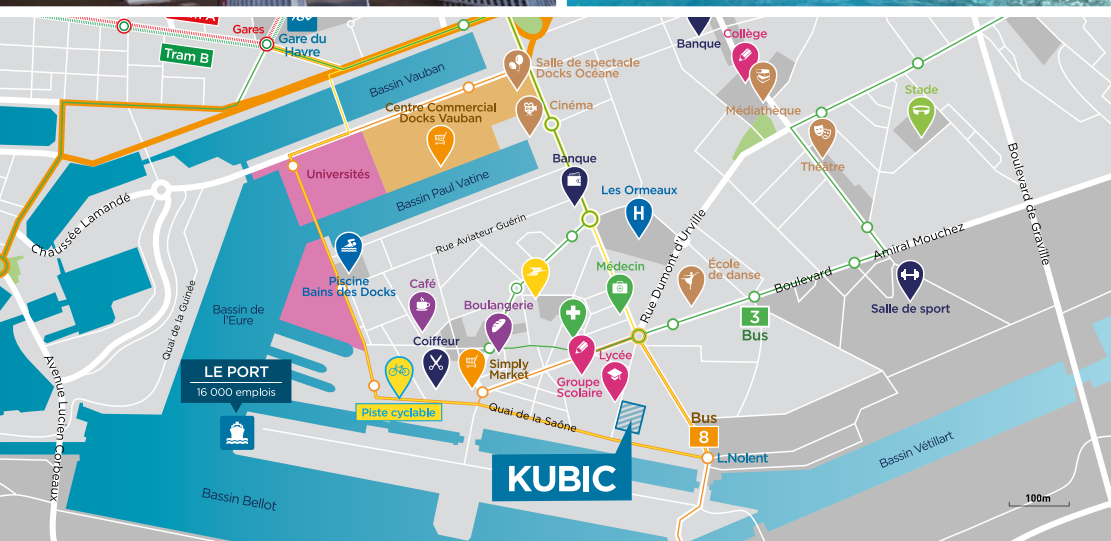 Gares
Gare du
Havre
Tram B
Bassin Vauban
Salle de spectacle
Docks Océane
Centre Commercial
Docks Vauban
Cinéma
Banque
Collège
Médiathèque
Stade
Théatre
Universités
Bassin Paul Vatine
Banque
Les Ormeaux
H
Chaussée Lamandé
Rue Aviateur Guérin
Rue Dumont d'Urville
Boulevard de Graville
Boulevard Amiral Mouchez
Piscine
Bains des Docks
Café
Boulangerie
Médecin
École
de danse
Salle de sport
Quai de la Guinée
Bassin de
l'Eure
3
Bus
Coiffeur
Simply
Market
Lycée
Groupe
Scolaire
Avenue Lucien Corbeaux
LE PORT
16 000 emplois
Piste cyclable
Quai de la Saône
Bus
8
KUBIC
L.Nolent
Bassin Vétillart
Bassin Bellot
100m